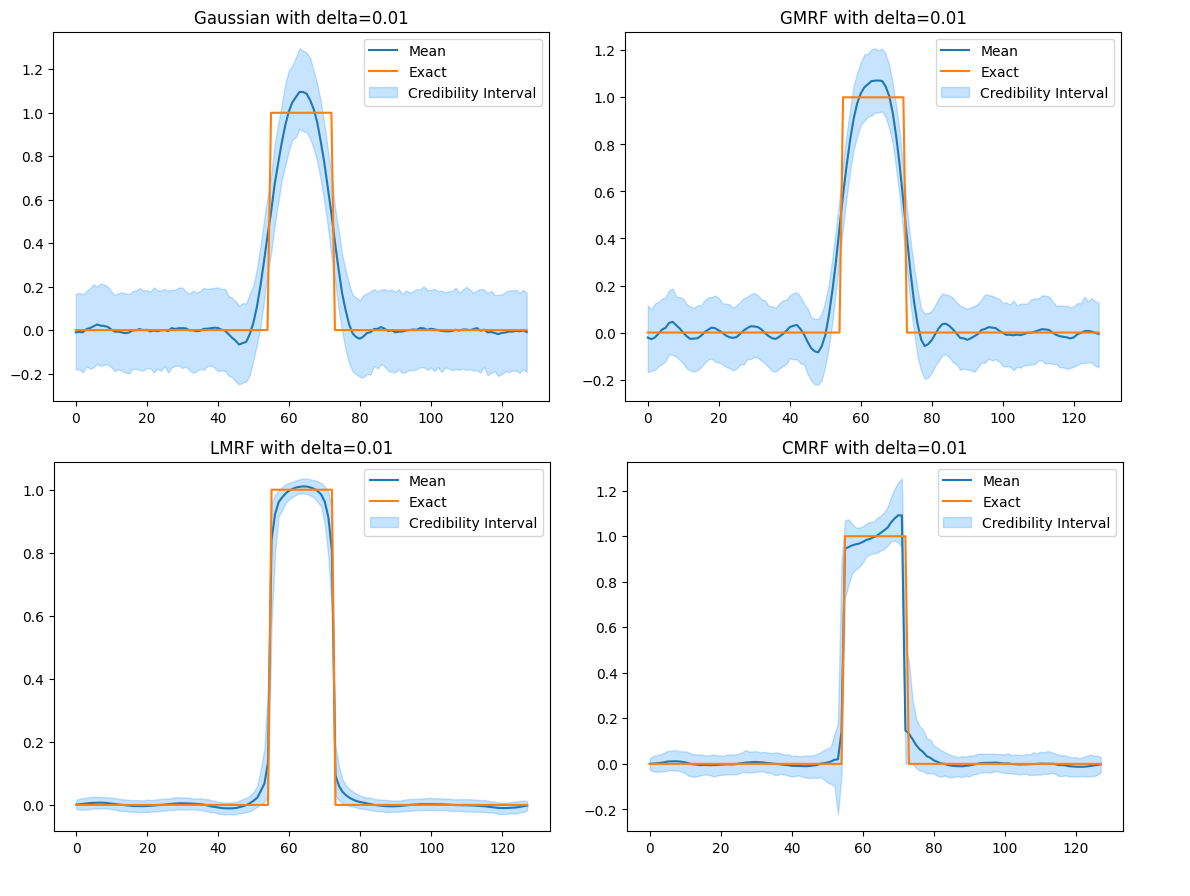 Gaussian with delta=0.01
Mean
Exact
Credibility Interval
1.2
1.0
0.8
0.6
0.4
0.2
0.0
−0.2
0 20 40 60 80 100 120
GMRF with delta=0.01
Mean
Exact
Credibility Interval
1.2
1.0
0.8
0.6
0.4
0.2
0.0
−0.2
0 20 40 60 80 100 120
LMRF with delta=0.01
Mean
Exact
Credibility Interval
1.0
0.8
0.6
0.4
0.2
0.0
0 20 40 60 80 100 120
CMRF with delta=0.01
Mean
Exact
Credibility Interval
1.2
1.0
0.8
0.6
0.4
0.2
0.0
−0.2
0 20 40 60 80 100 120